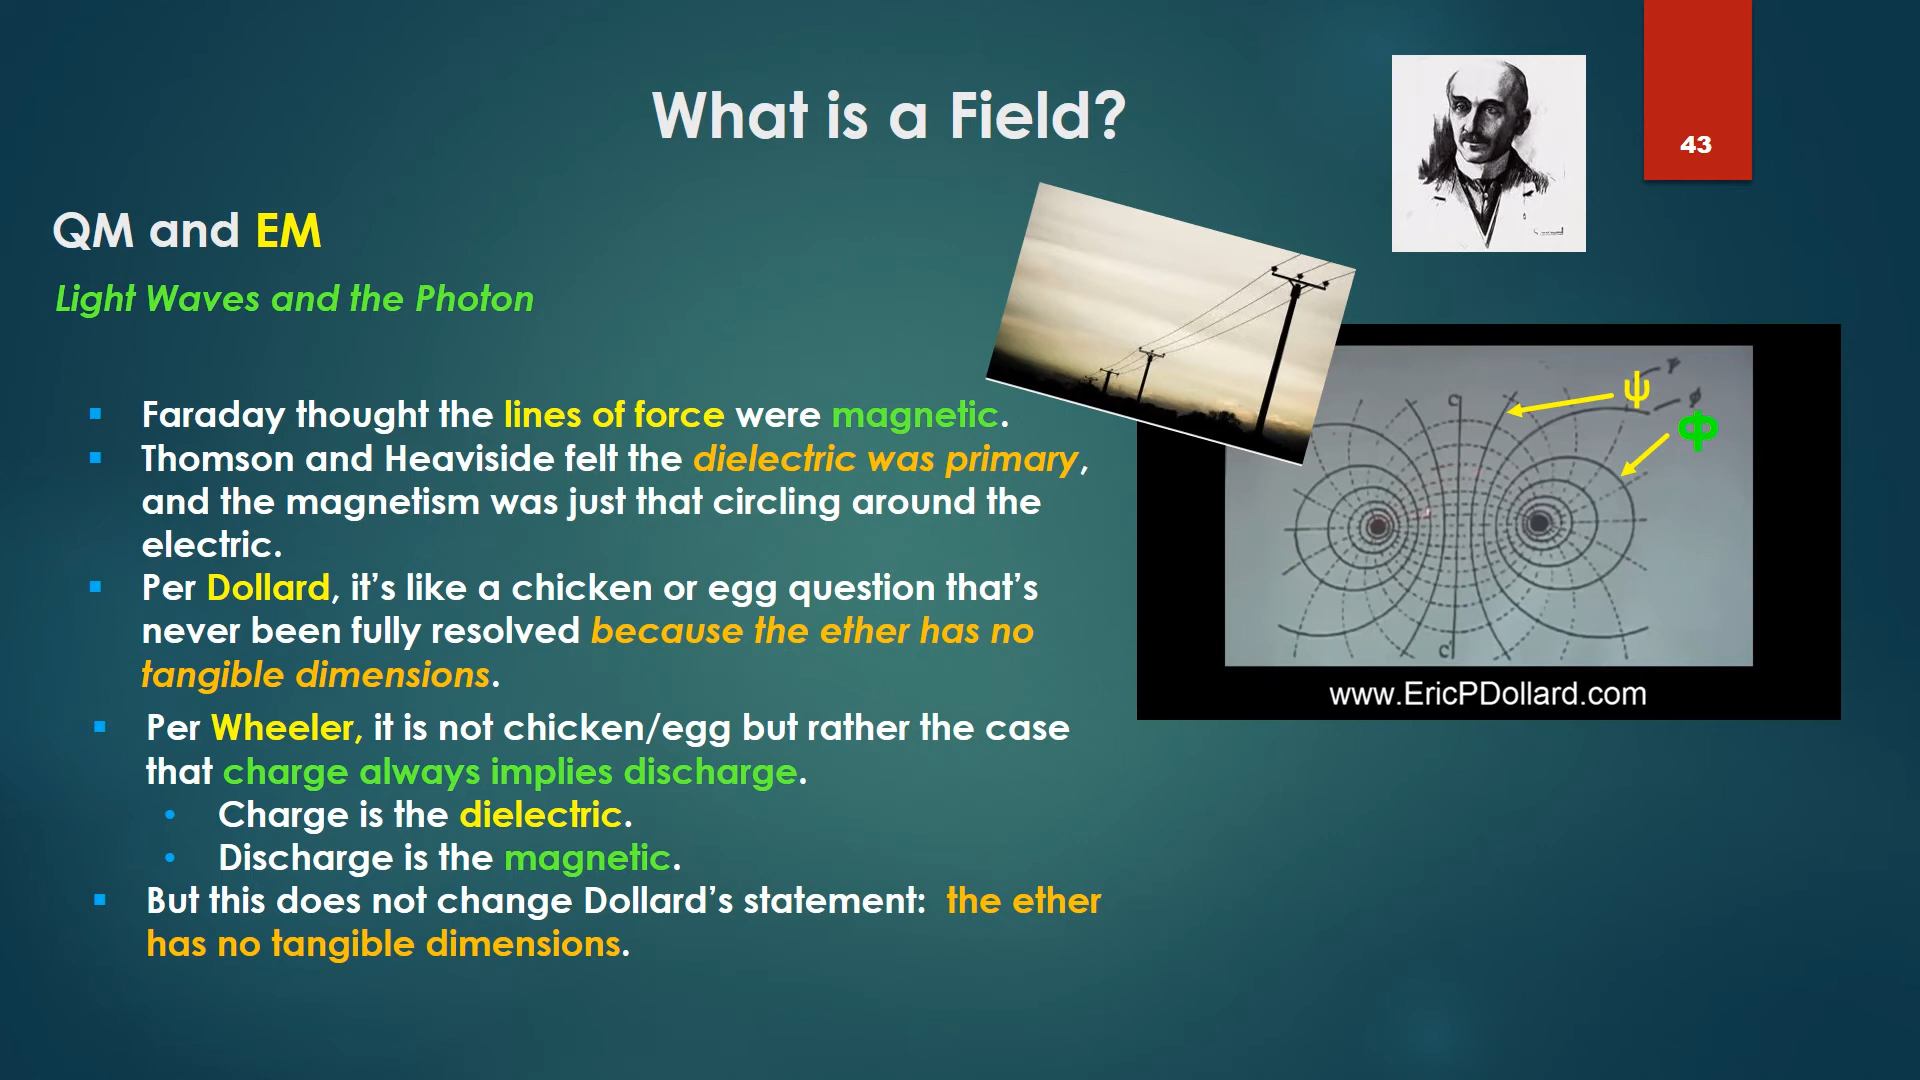 What is a Field?
43
QM and EM
Light Waves and the Photon
▪ Faraday thought the lines of force were magnetic.
▪ Thomson and Heaviside felt the dielectric was primary,
and the magnetism was just that circling around the
electric.
▪ Per Dollard, it’s like a chicken or egg question that’s
never been fully resolved because the ether has no
tangible dimensions.
▪ Per Wheeler, it is not chicken/egg but rather the case
that charge always implies discharge.
• Charge is the dielectric.
• Discharge is the magnetic.
▪ But this does not change Dollard’s statement:  the ether
has no tangible dimensions.
ψ
Φ
C
C'
www.EricPDollard.com